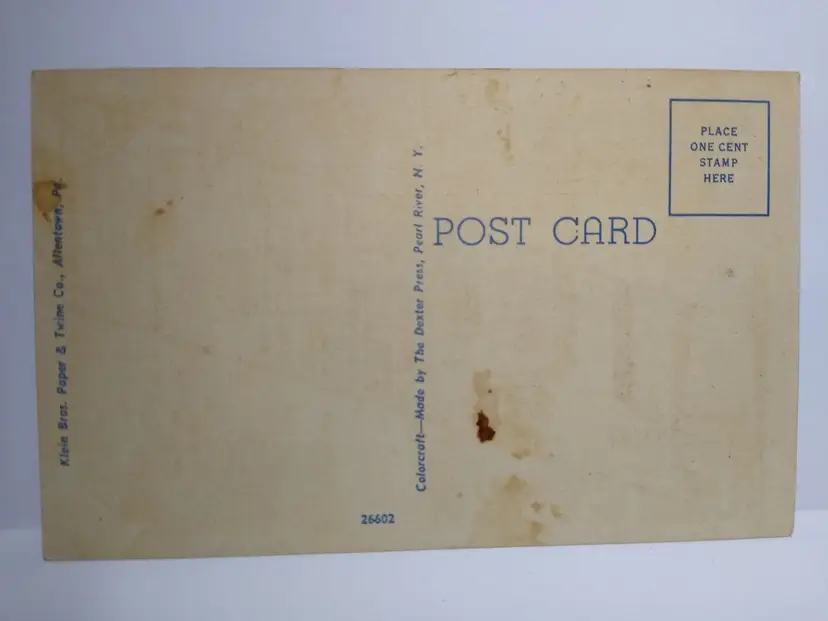 Klein Bros. Paper & Twine Co., Allentown, Pa.
Colorcraft—Made by The Dexter Press, Pearl River, N. Y.
POST CARD
PLACE
ONE CENT
STAMP
HERE
26602